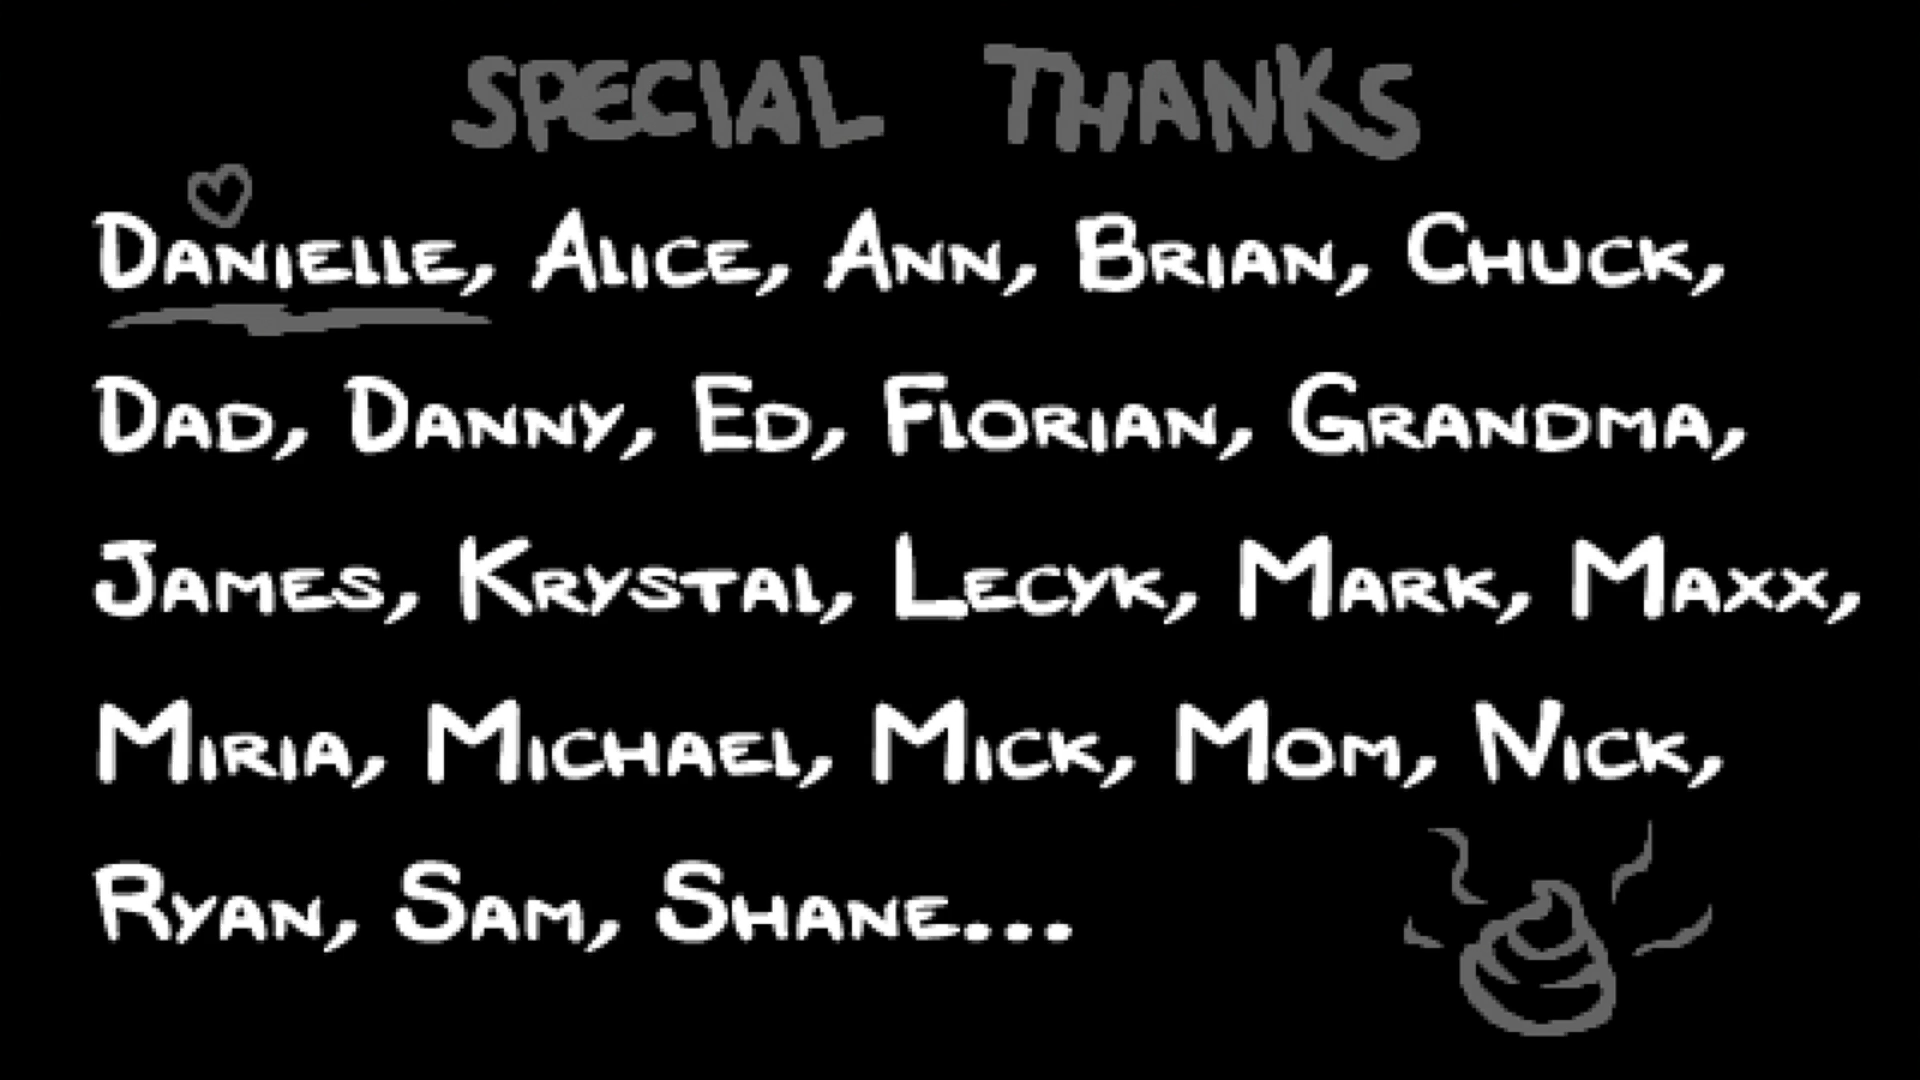 SPECIAL THANKS
DANIELLE, ALICE, ANN, BRIAN, CHUCK,
DAD, DANNY, ED, FLORIAN, GRANDMA,
JAMES, KRYSTAL, LECYK, MARK, MAXX,
MIRIA, MICHAEL, MICK, MOM, NICK,
RYAN, SAM, SHANE...